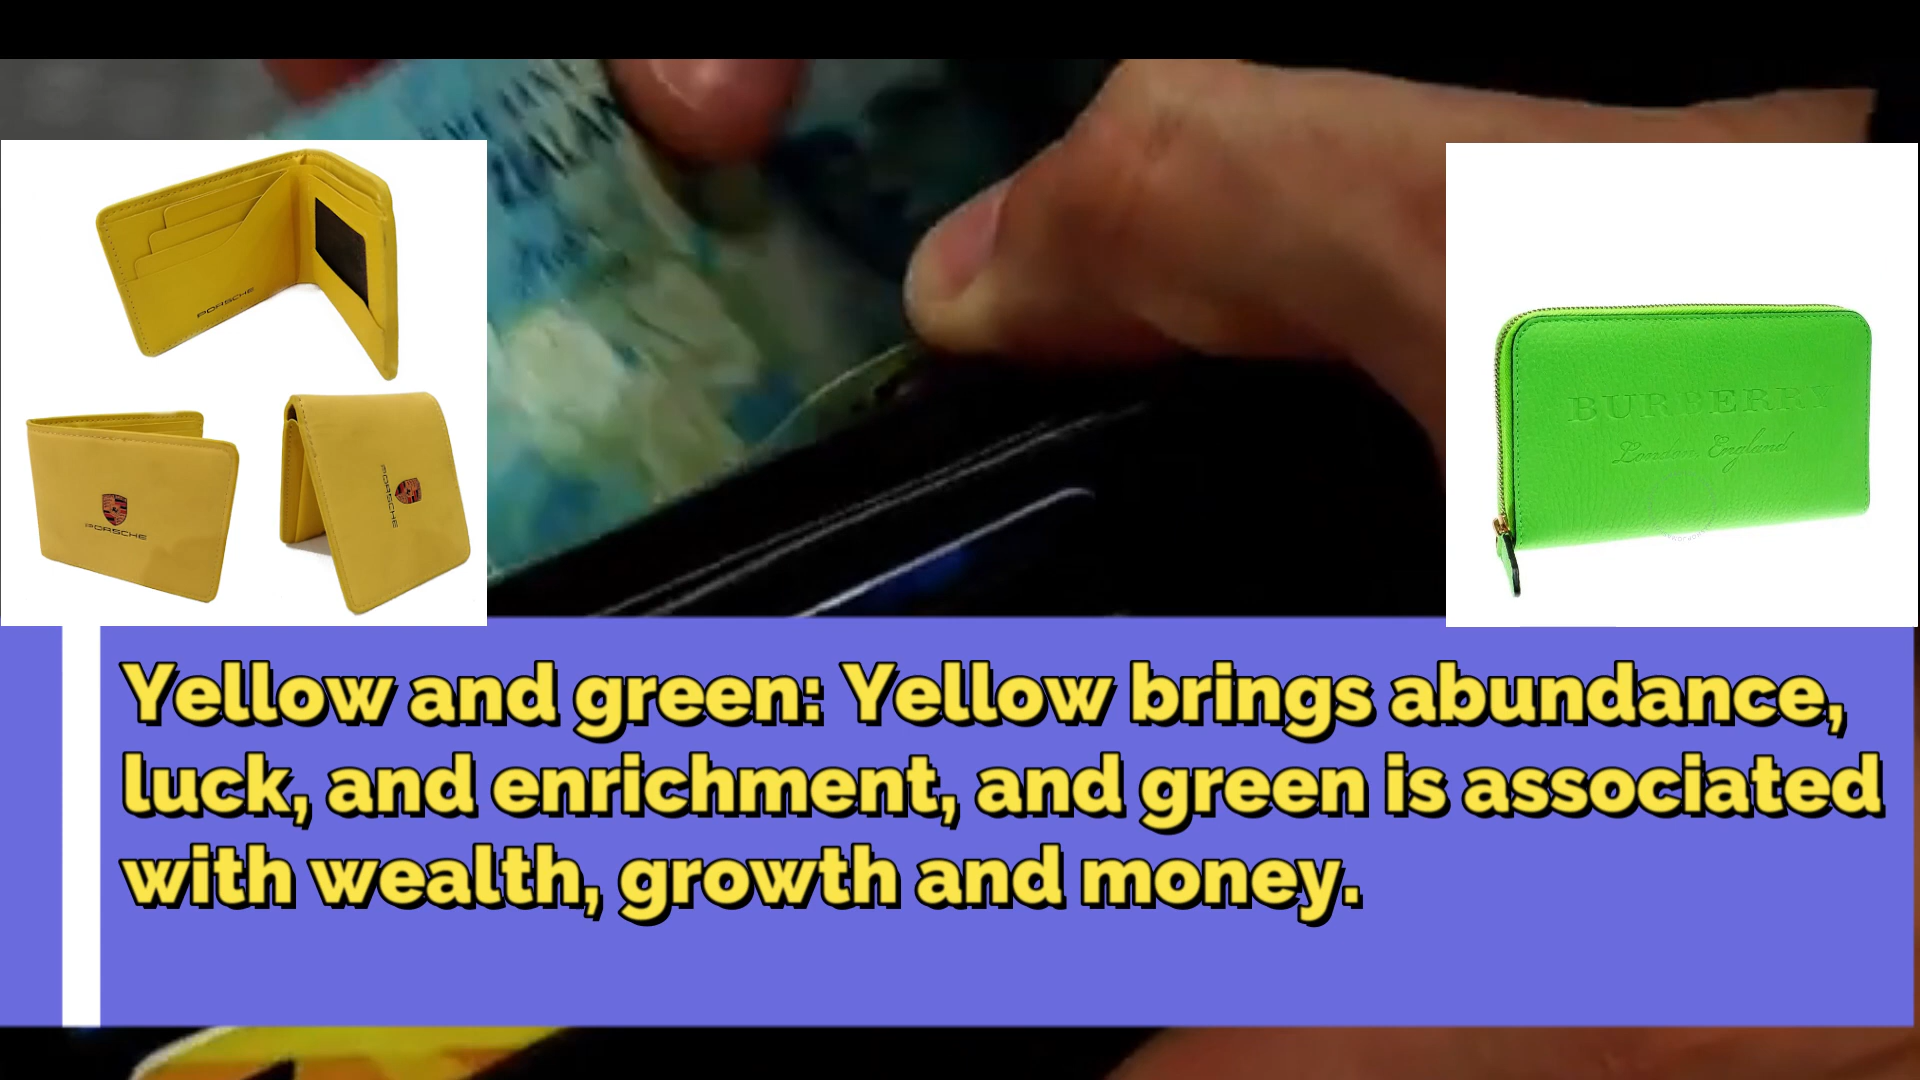 PORSCHE
PORSCHE
PORSCHE
BURBERRY
London England
Yellow and green: Yellow brings abundance,
luck, and enrichment, and green is associated
with wealth, growth and money.